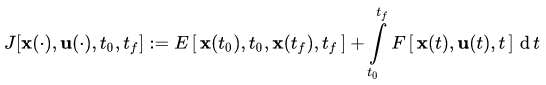 J[𝐱(·), 𝐮(·), t₀, t_f] := E [ 𝐱(t₀), t₀, 𝐱(t_f), t_f ] + ∫_{t₀}^{t_f} F [ 𝐱(t), 𝐮(t), t ] d t